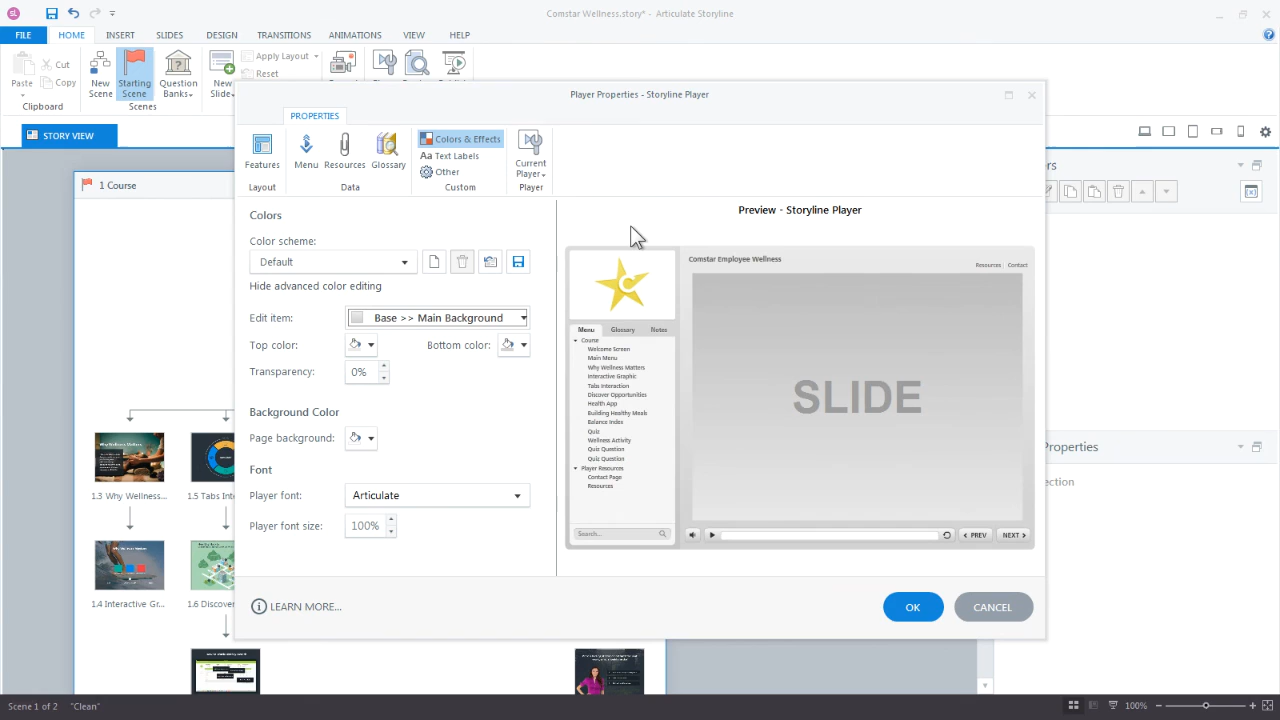 Comstar Wellness.story* - Articulate Storyline
FILE
HOME
INSERT
SLIDES
DESIGN
TRANSITIONS
ANIMATIONS
VIEW
HELP
Paste
Cut
Copy
Clipboard
New Scene
Starting Scene
Question Banks
Scenes
New Slide
Apply Layout
Reset
STORY VIEW
1 Course
1.3 Why Wellness...
1.4 Interactive Gr...
Player Properties - Storyline Player
PROPERTIES
Features
Layout
Menu
Resources
Glossary
Data
Colors & Effects
Aa Text Labels
Other
Custom
Current Player
Player
Colors
Color scheme:
Default
Hide advanced color editing
Edit item:
Base >> Main Background
Top color:
Bottom color:
Transparency:
0%
Background Color
Page background:
Font
Player font:
Articulate
Player font size:
100%
Preview - Storyline Player
Comstar Employee Wellness
Resources
Contact
Menu
Glossary
Notes
Course
Welcome Screen
Main Menu
Why Wellness Matters
Interactive Graphic
Tabs Interaction
Discover Opportunities
Health App
Building Healthy Meals
Balance Index
Quiz
Wellness Activity
Quiz Question
Quiz Question
Player Resources
Contact Page
Resources
Search...
SLIDE
PREV
NEXT
LEARN MORE...
OK
CANCEL
Scene 1 of 2
"Clean"
100%